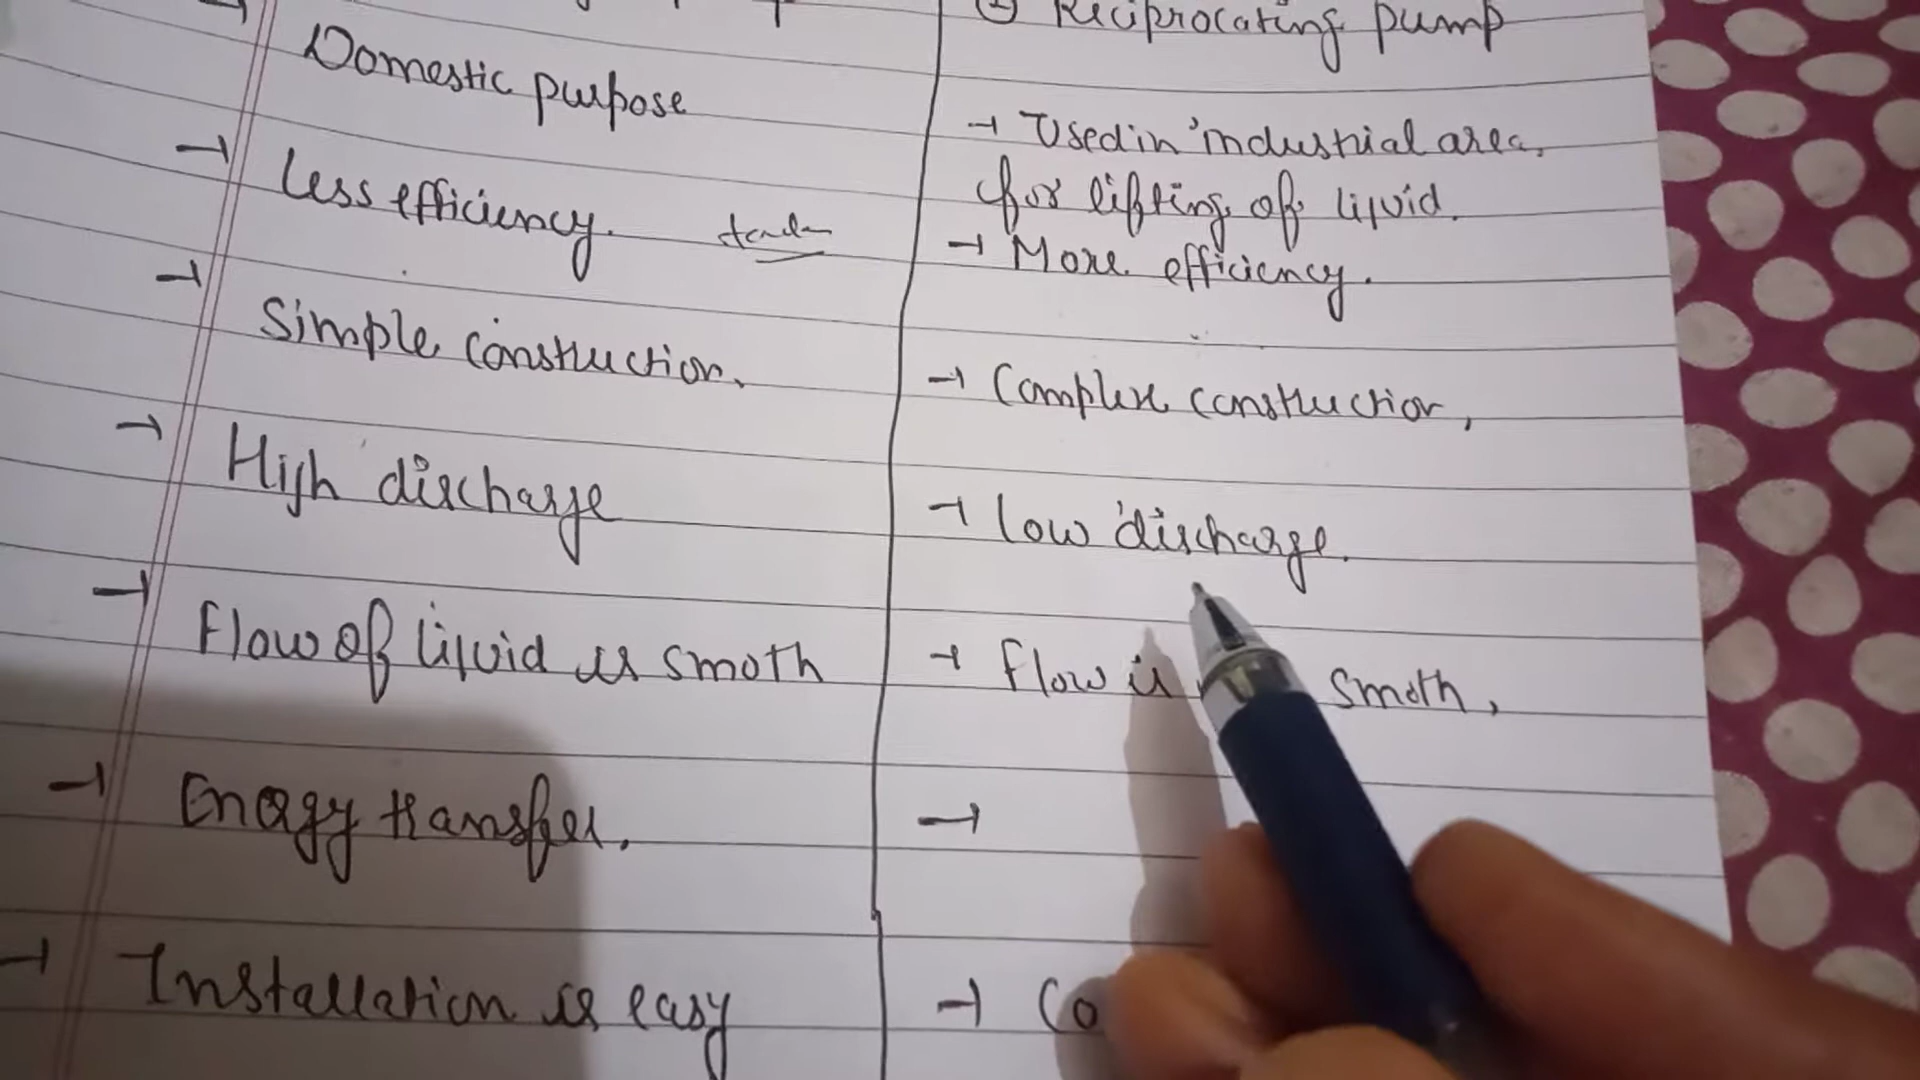 ② Reciprocating pump
→ Domestic purpose
→ Used in industrial area,
for lifting of liquid.
→ Less efficiency.
→ More efficiency.
→ Simple construction.
→ Complex construction,
→ High discharge
→ low discharge.
→ Flow of liquid is smoth
→ flow is smoth,
→ Energy transfer.
→
→ Installation is easy
→ Co